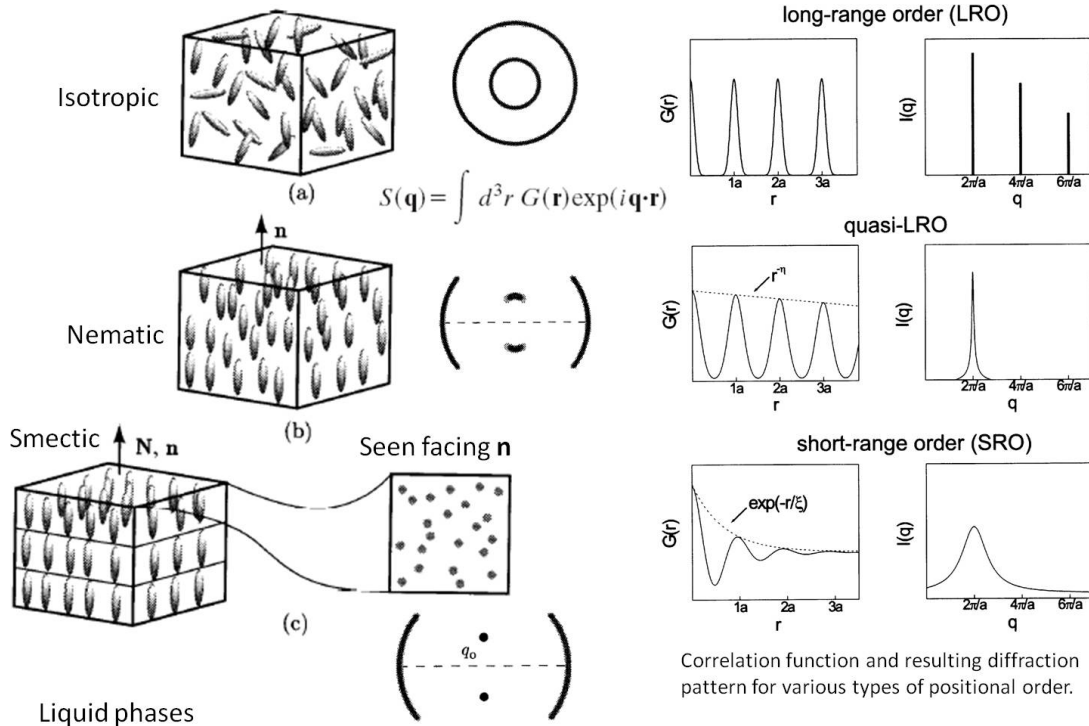 Isotropic
(a)
S(q) = ∫ d³r G(r)exp(iq·r)
n
Nematic
(b)
Smectic
N, n
Seen facing n
(c)
q₀
Liquid phases
long-range order (LRO)
G(r)
1a 2a 3a
r
I(q)
2π/a 4π/a 6π/a
q
quasi-LRO
r^-η
G(r)
1a 2a 3a
r
I(q)
2π/a 4π/a 6π/a
q
short-range order (SRO)
exp(-r/ξ)
G(r)
1a 2a 3a
r
I(q)
2π/a 4π/a 6π/a
q
Correlation function and resulting diffraction
pattern for various types of positional order.